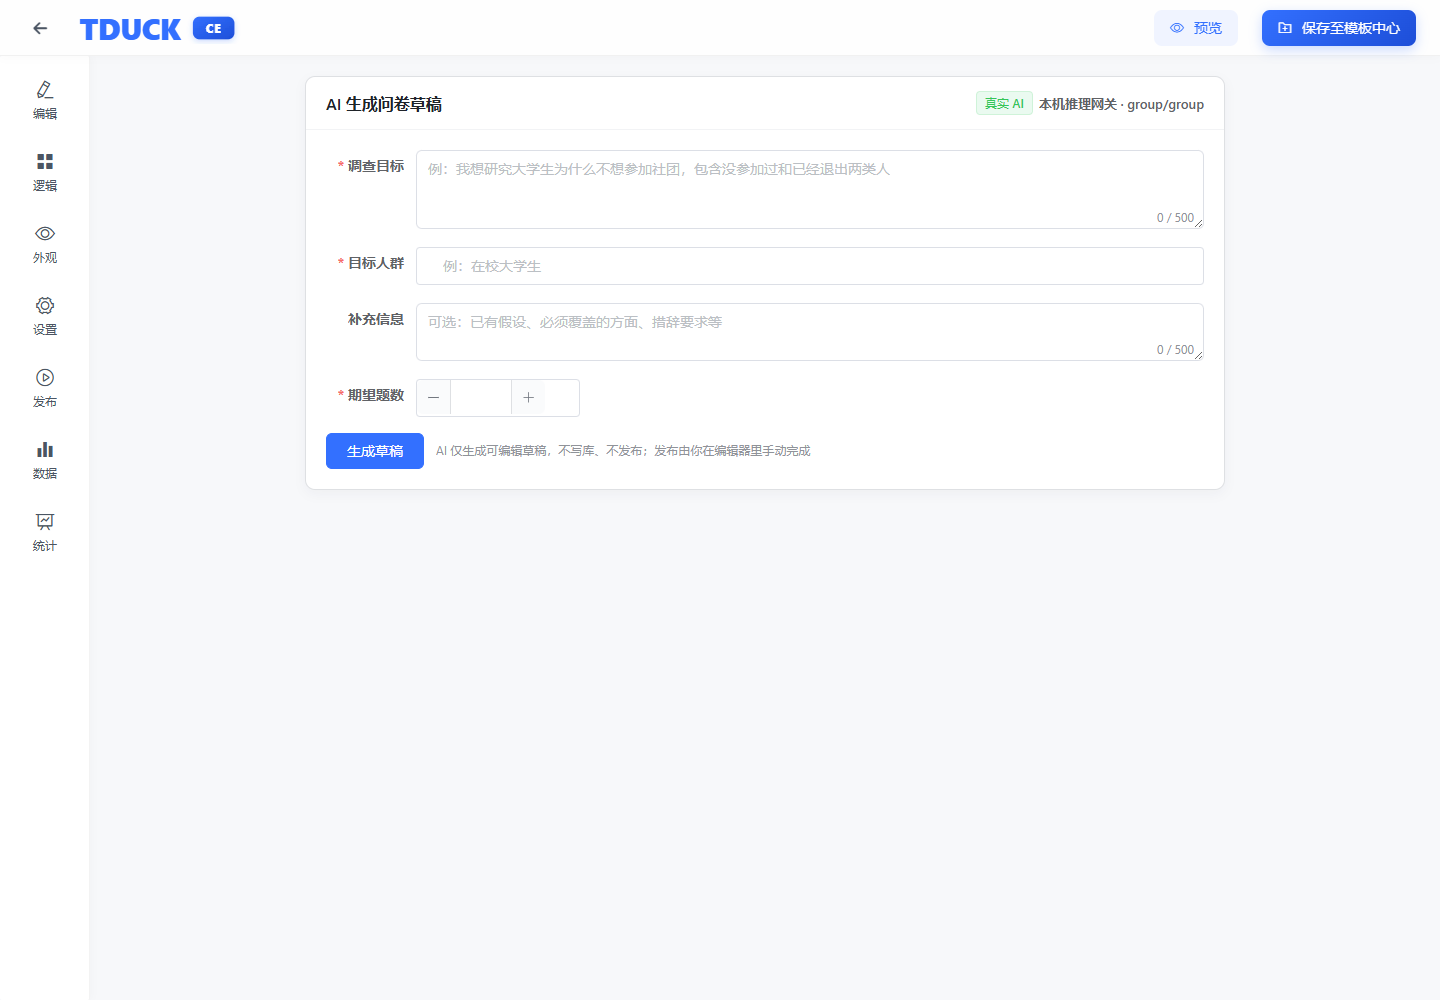 TDUCK CE
预览
保存至模板中心
编辑
逻辑
外观
设置
发布
数据
统计
AI 生成问卷草稿
真实 AI 本机推理网关 · group/group
* 调查目标
例：我想研究大学生为什么不想参加社团，包含没参加过和已经退出两类人
0 / 500
* 目标人群
例：在校大学生
补充信息
可选：已有假设、必须覆盖的方面、措辞要求等
0 / 500
* 期望题数
生成草稿
AI 仅生成可编辑草稿，不写库、不发布；发布由你在编辑器里手动完成